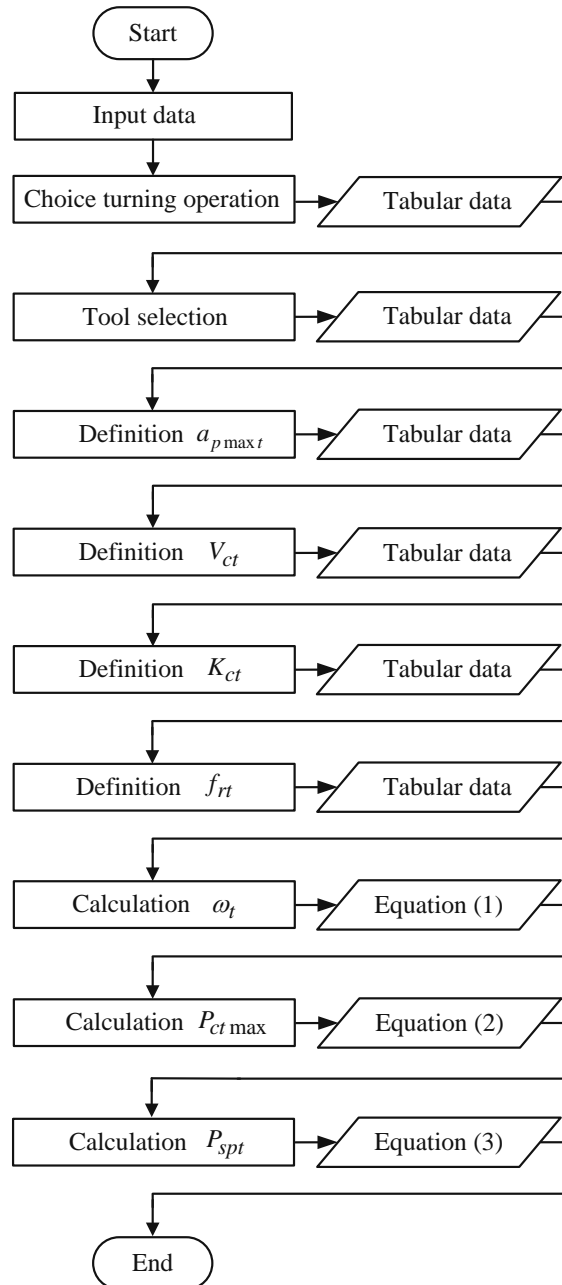 Start
Input data
Choice turning operation
Tabular data
Tool selection
Tabular data
Definition a_{p max t}
Tabular data
Definition V_{ct}
Tabular data
Definition K_{ct}
Tabular data
Definition f_{rt}
Tabular data
Calculation ω_t
Equation (1)
Calculation P_{ct max}
Equation (2)
Calculation P_{spt}
Equation (3)
End